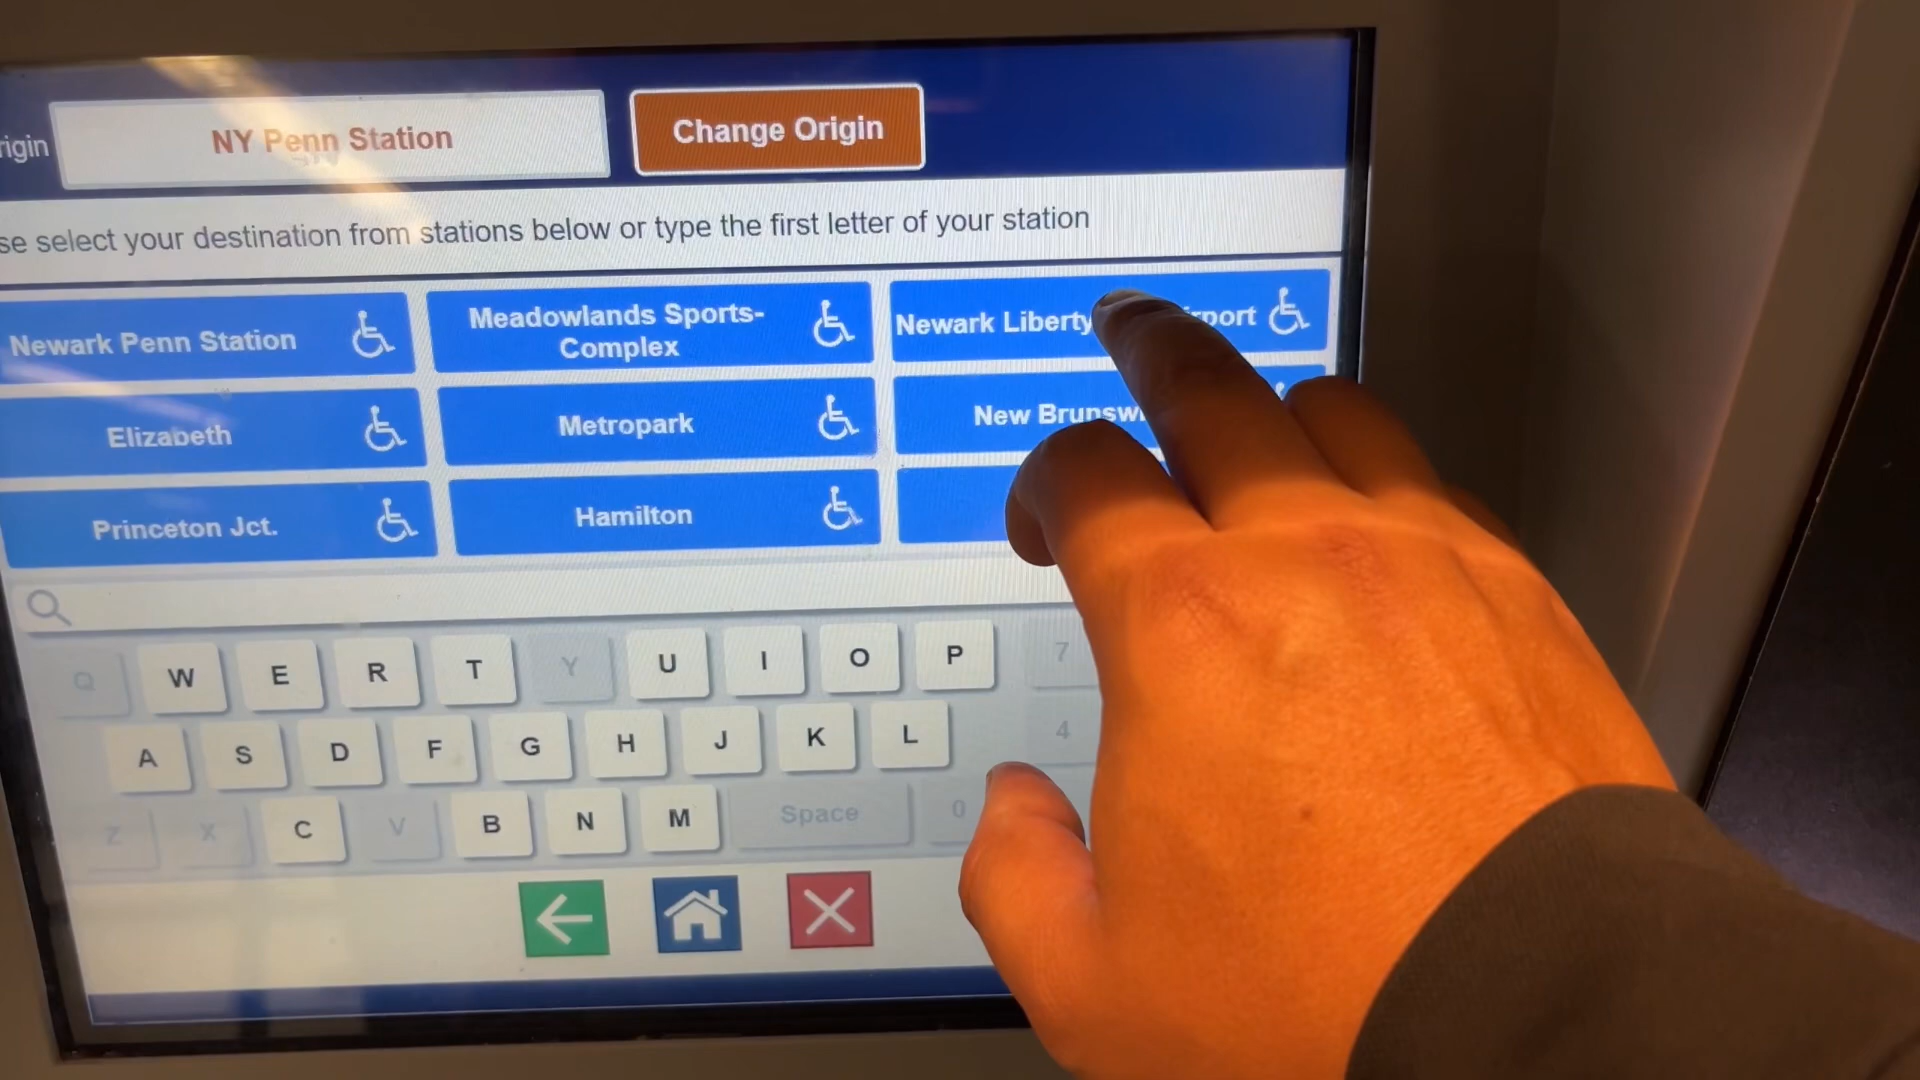 rigin NY Penn Station Change Origin
se select your destination from stations below or type the first letter of your station
Newark Penn Station
Meadowlands Sports-
Complex
Newark Liberty rport
Elizabeth
Metropark
New Brunsw
Princeton Jct.
Hamilton
Q W E R T Y U I O P 7
A S D F G H J K L 4
Z X C V B N M Space 0